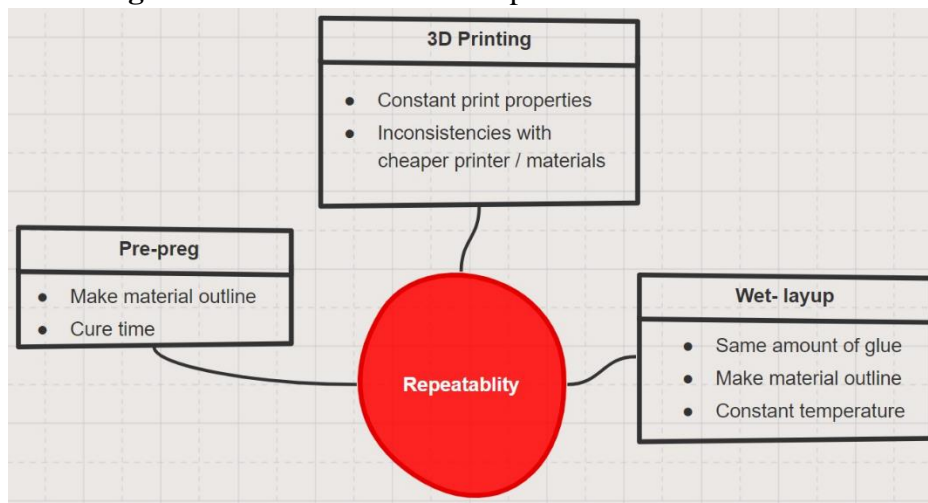 3D Printing
● Constant print properties
● Inconsistencies with
cheaper printer / materials
Pre-preg
● Make material outline
● Cure time
Wet- layup
● Same amount of glue
● Make material outline
● Constant temperature
Repeatablity